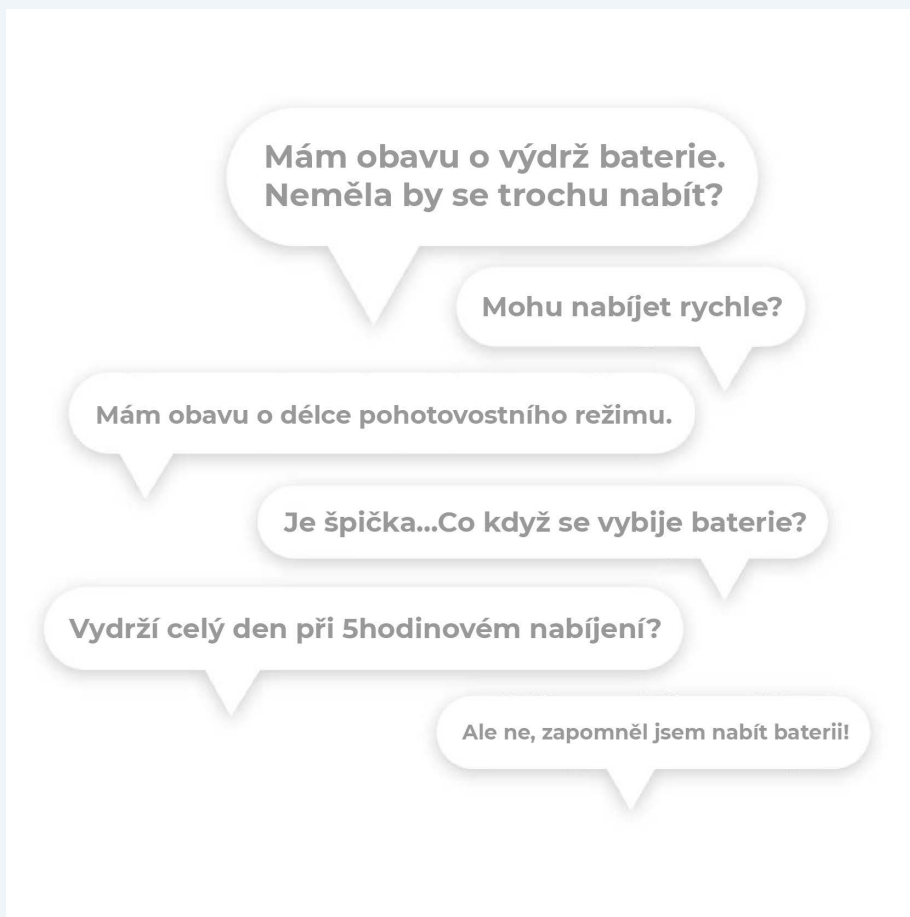 Mám obavu o výdrž baterie.
Neměla by se trochu nabít?
Mohu nabíjet rychle?
Mám obavu o délce pohotovostního režimu.
Je špička...Co když se vybije baterie?
Vydrží celý den při 5hodinovém nabíjení?
Ale ne, zapomněl jsem nabít baterii!